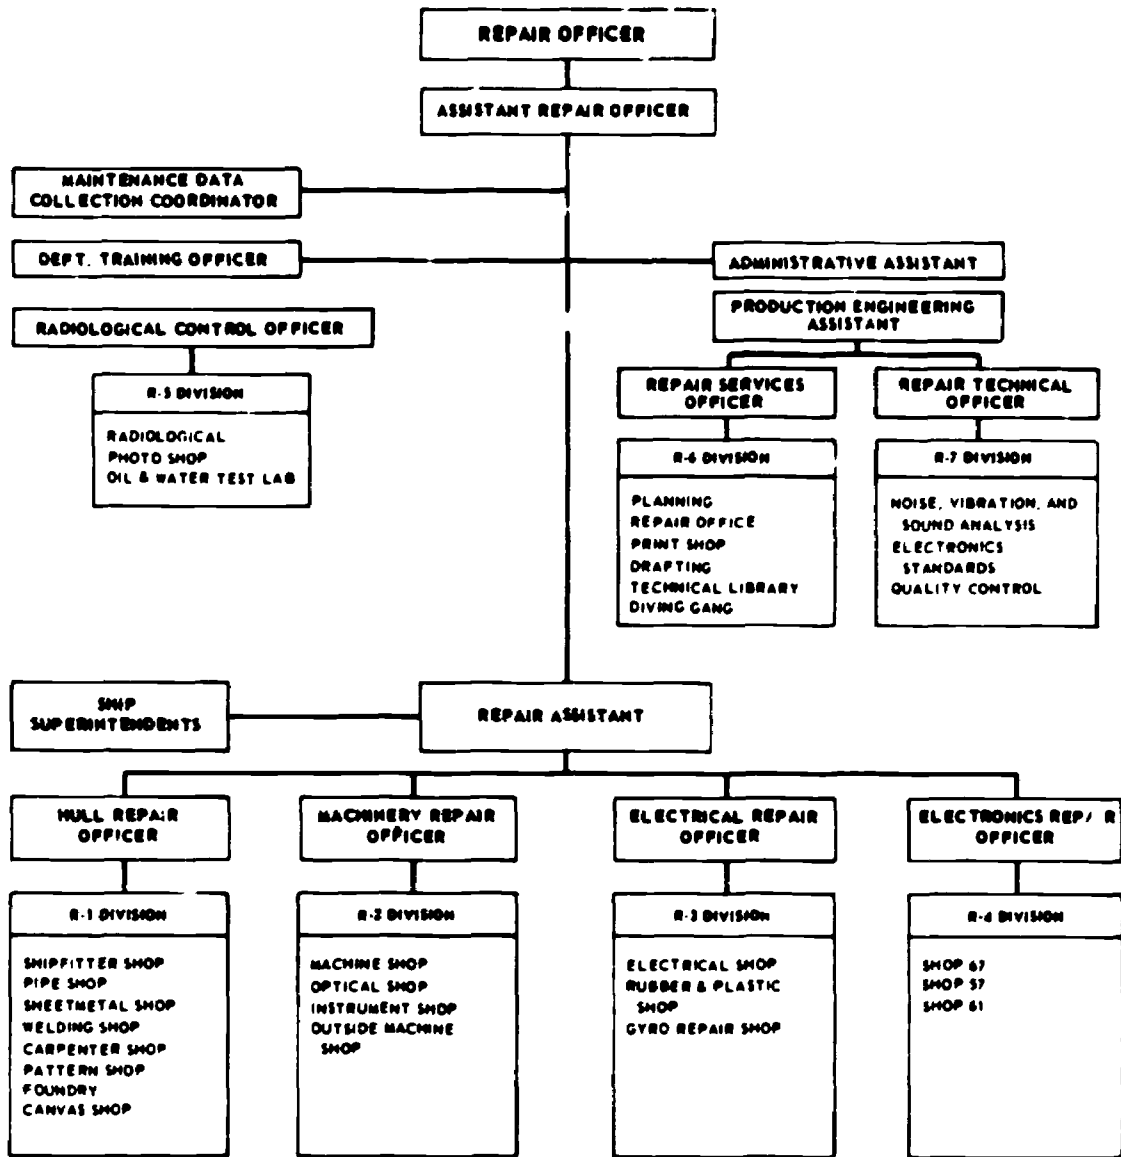 REPAIR OFFICER
ASSISTANT REPAIR OFFICER
MAINTENANCE DATA
COLLECTION COORDINATOR
DEPT. TRAINING OFFICER
ADMINISTRATIVE ASSISTANT
RADIOLOGICAL CONTROL OFFICER
R-5 DIVISION
RADIOLOGICAL
PHOTO SHOP
OIL & WATER TEST LAB
PRODUCTION ENGINEERING
ASSISTANT
REPAIR SERVICES
OFFICER
R-6 DIVISION
PLANNING
REPAIR OFFICE
PRINT SHOP
DRAFTING
TECHNICAL LIBRARY
DIVING GANG
REPAIR TECHNICAL
OFFICER
R-7 DIVISION
NOISE, VIBRATION, AND
SOUND ANALYSIS
ELECTRONICS
STANDARDS
QUALITY CONTROL
SHIP
SUPERINTENDENTS
REPAIR ASSISTANT
HULL REPAIR
OFFICER
R-1 DIVISION
SHIPFITTER SHOP
PIPE SHOP
SHEETMETAL SHOP
WELDING SHOP
CARPENTER SHOP
PATTERN SHOP
FOUNDRY
CANVAS SHOP
MACHINERY REPAIR
OFFICER
R-2 DIVISION
MACHINE SHOP
OPTICAL SHOP
INSTRUMENT SHOP
OUTSIDE MACHINE
SHOP
ELECTRICAL REPAIR
OFFICER
R-3 DIVISION
ELECTRICAL SHOP
RUBBER & PLASTIC
SHOP
GYRO REPAIR SHOP
ELECTRONICS REPAIR
OFFICER
R-4 DIVISION
SHOP 67
SHOP 57
SHOP 61